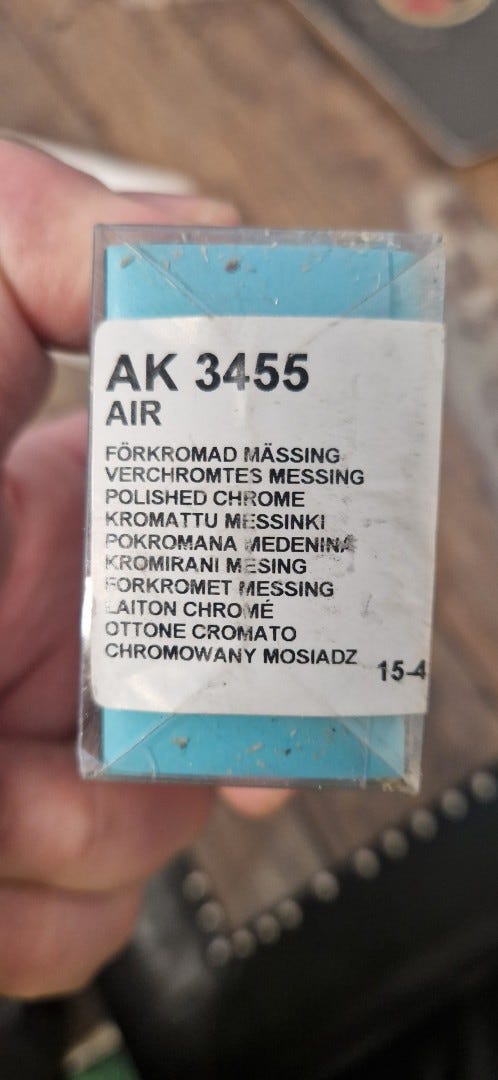 AK 3455
AIR
FÖRKROMAD MÄSSING
VERCHROMTES MESSING
POLISHED CHROME
KROMATTU MESSINKI
POKROMANA MEDENINA
KROMIRANI MESING
FORKROMET MESSING
LAITON CHROMÉ
OTTONE CROMATO
CHROMOWANY MOSIADZ
15-4